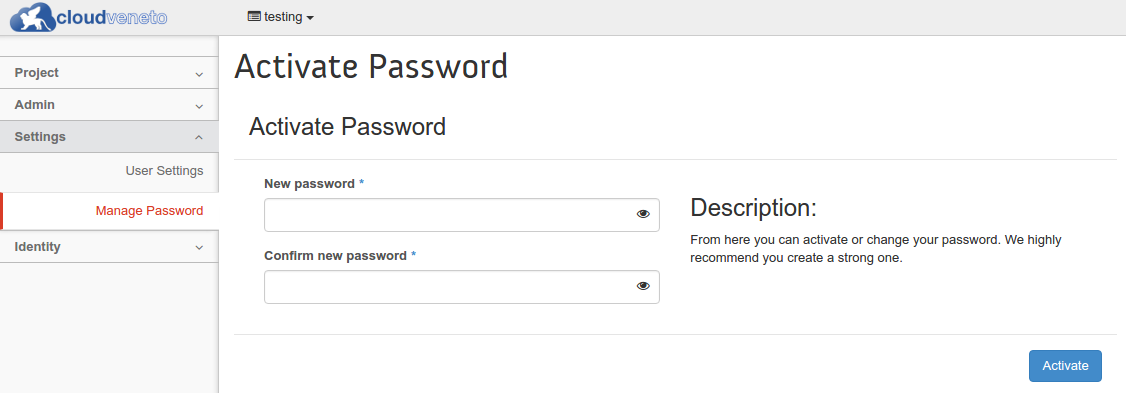 cloudveneto
testing
Project
Admin
Settings
User Settings
Manage Password
Identity
Activate Password
Activate Password
New password *
Confirm new password *
Description:
From here you can activate or change your password. We highly
recommend you create a strong one.
Activate